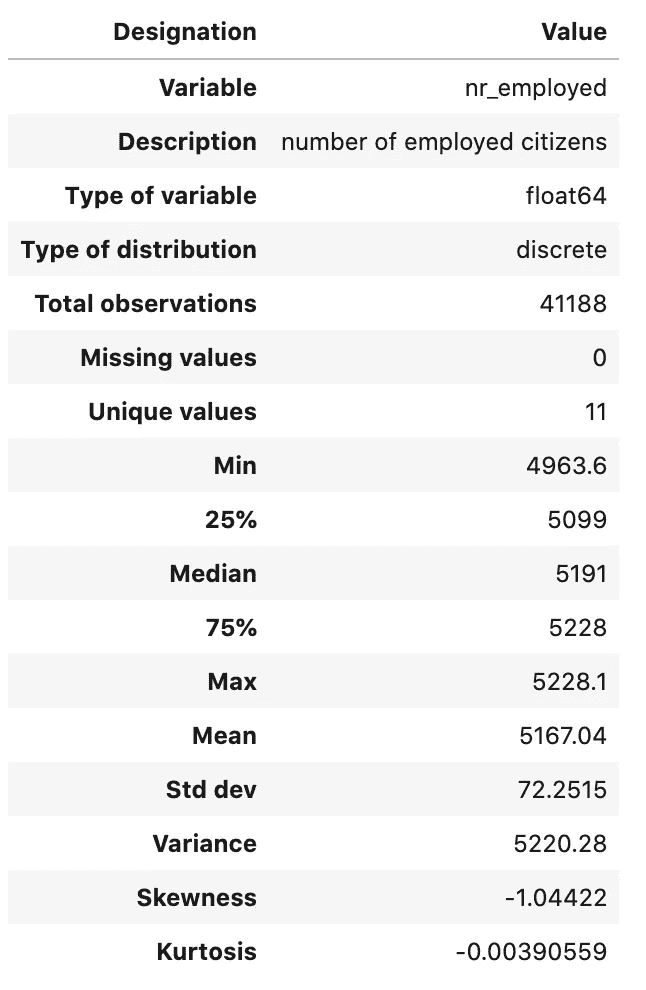 Designation Value
Variable nr_employed
Description number of employed citizens
Type of variable float64
Type of distribution discrete
Total observations 41188
Missing values 0
Unique values 11
Min 4963.6
25% 5099
Median 5191
75% 5228
Max 5228.1
Mean 5167.04
Std dev 72.2515
Variance 5220.28
Skewness -1.04422
Kurtosis -0.00390559